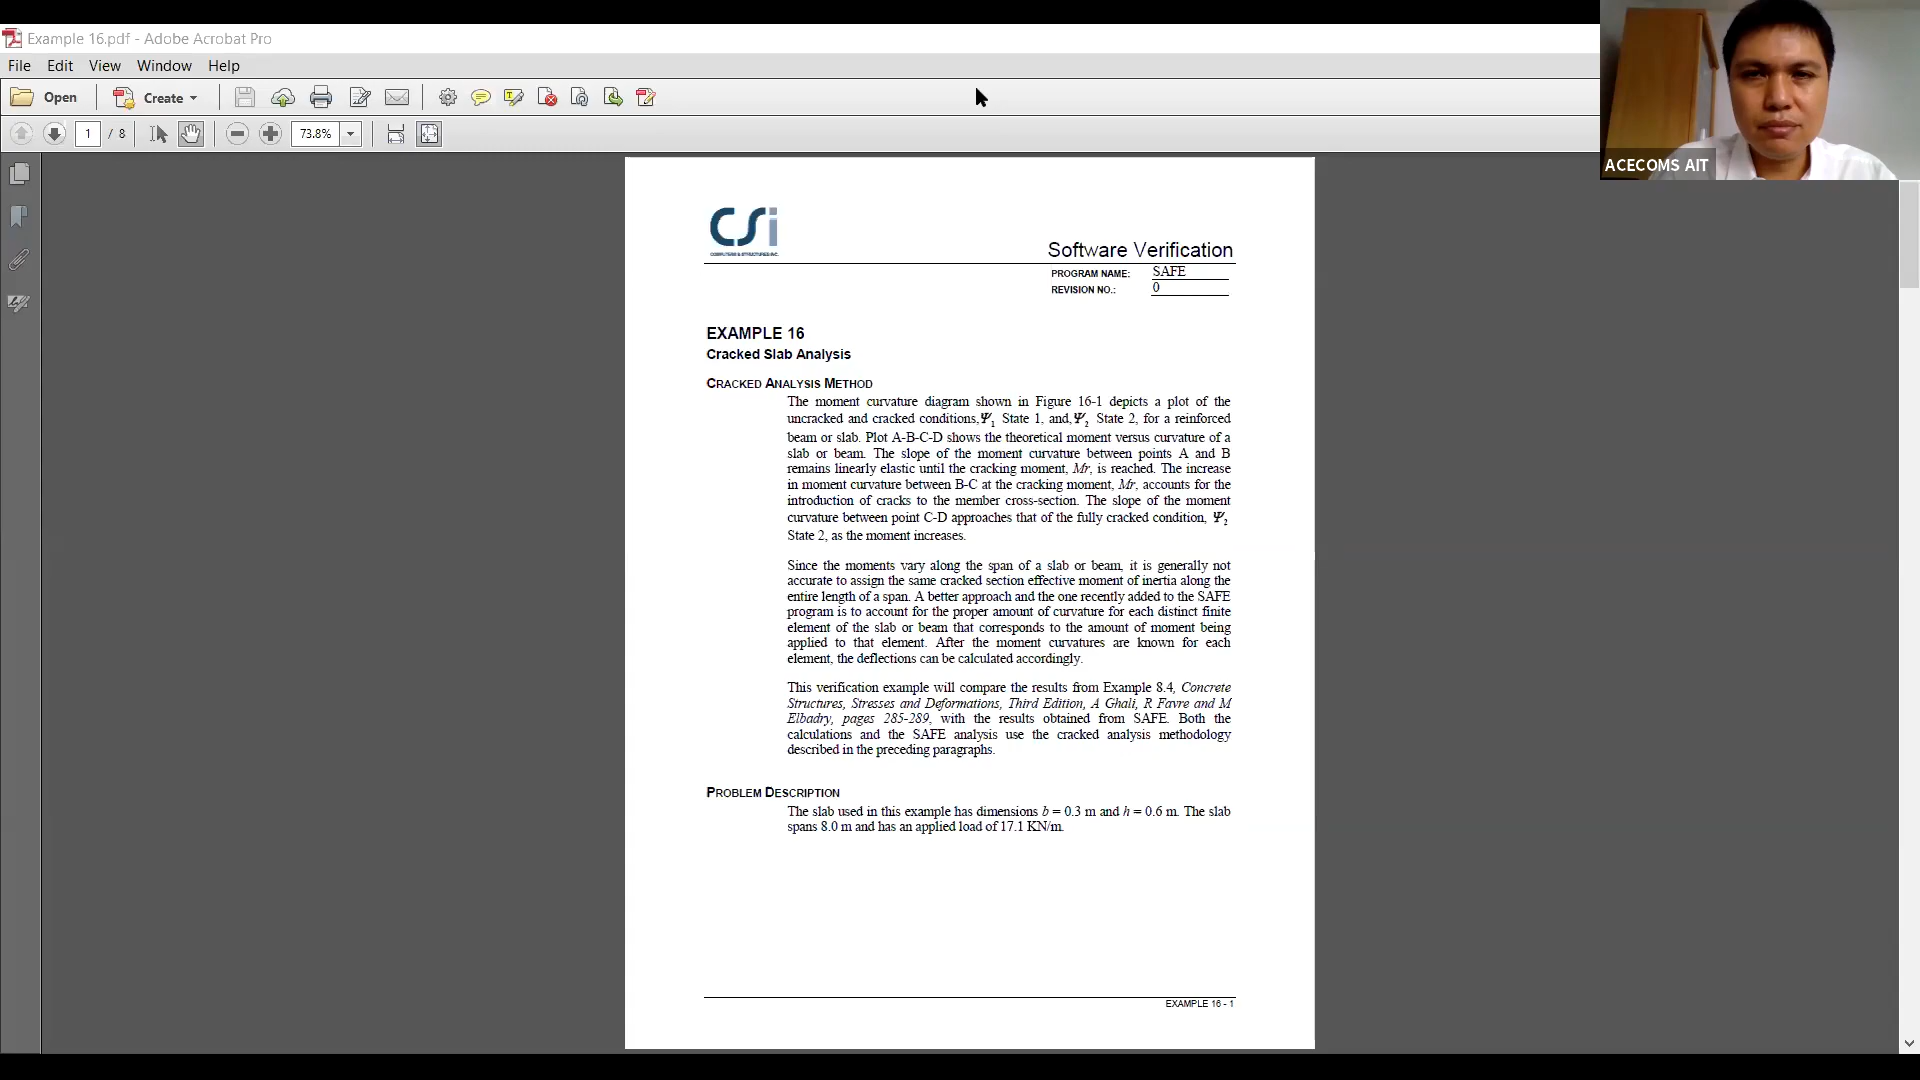 Example 16.pdf - Adobe Acrobat Pro
File Edit View Window Help
Open Create
1 / 8 73.8%
ACECOMS AIT
CSi
COMPUTERS & STRUCTURES INC.
Software Verification
PROGRAM NAME: SAFE
REVISION NO.: 0
EXAMPLE 16
Cracked Slab Analysis
CRACKED ANALYSIS METHOD
The moment curvature diagram shown in Figure 16-1 depicts a plot of the
uncracked and cracked conditions, Ψ1 State 1, and, Ψ2 State 2, for a reinforced
beam or slab. Plot A-B-C-D shows the theoretical moment versus curvature of a
slab or beam. The slope of the moment curvature between points A and B
remains linearly elastic until the cracking moment, Mr, is reached. The increase
in moment curvature between B-C at the cracking moment, Mr, accounts for the
introduction of cracks to the member cross-section. The slope of the moment
curvature between point C-D approaches that of the fully cracked condition, Ψ2
State 2, as the moment increases.
Since the moments vary along the span of a slab or beam, it is generally not
accurate to assign the same cracked section effective moment of inertia along the
entire length of a span. A better approach and the one recently added to the SAFE
program is to account for the proper amount of curvature for each distinct finite
element of the slab or beam that corresponds to the amount of moment being
applied to that element. After the moment curvatures are known for each
element, the deflections can be calculated accordingly.
This verification example will compare the results from Example 8.4, Concrete
Structures, Stresses and Deformations, Third Edition, A Ghali, R Favre and M
Elbadry, pages 285-289, with the results obtained from SAFE. Both the
calculations and the SAFE analysis use the cracked analysis methodology
described in the preceding paragraphs.
PROBLEM DESCRIPTION
The slab used in this example has dimensions b = 0.3 m and h = 0.6 m. The slab
spans 8.0 m and has an applied load of 17.1 KN/m.
EXAMPLE 16 - 1